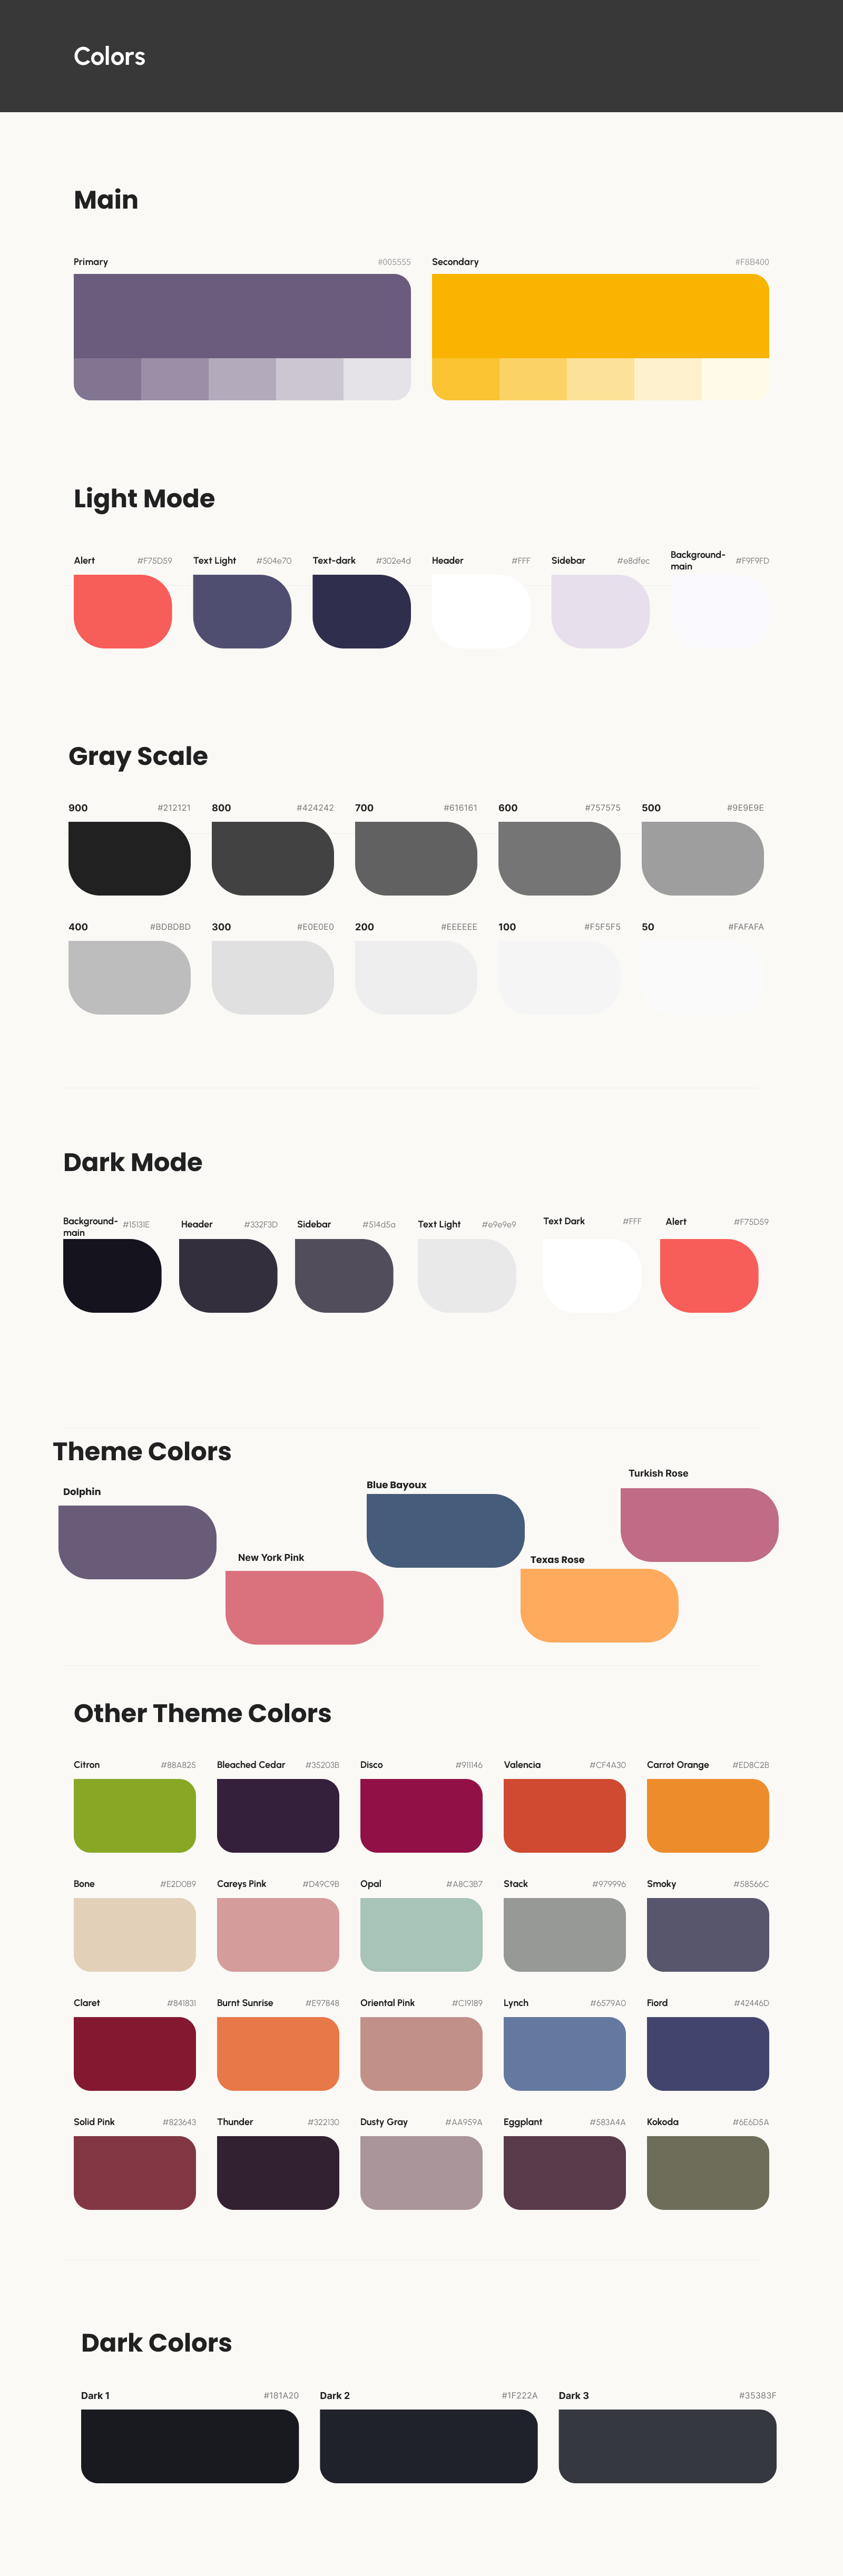 Colors
Main
Primary #005555 Secondary #F8B400
Light Mode
Alert #F75D59 Text Light #504e70 Text-dark #302e4d Header #FFF Sidebar #e8dfec Background- #F9F9FD
main
Gray Scale
900 #212121 800 #424242 700 #616161 600 #757575 500 #9E9E9E
400 #BDBDBD 300 #E0E0E0 200 #EEEEEE 100 #F5F5F5 50 #FAFAFA
Dark Mode
Background- #15131E Header #332F3D Sidebar #514d5a Text Light #e9e9e9 Text Dark #FFF Alert #F75D59
main
Theme Colors
Turkish Rose
Blue Bayoux
Dolphin
New York Pink
Texas Rose
Other Theme Colors
Citron #88A825 Bleached Cedar #35203B Disco #911146 Valencia #CF4A30 Carrot Orange #ED8C2B
Bone #E2D0B9 Careys Pink #D49C9B Opal #A8C3B7 Stack #979996 Smoky #58566C
Claret #841831 Burnt Sunrise #E97848 Oriental Pink #C19189 Lynch #6579A0 Fiord #42446D
Solid Pink #823643 Thunder #322130 Dusty Gray #AA959A Eggplant #583A4A Kokoda #6E6D5A
Dark Colors
Dark 1 #181A20 Dark 2 #1F222A Dark 3 #35383F